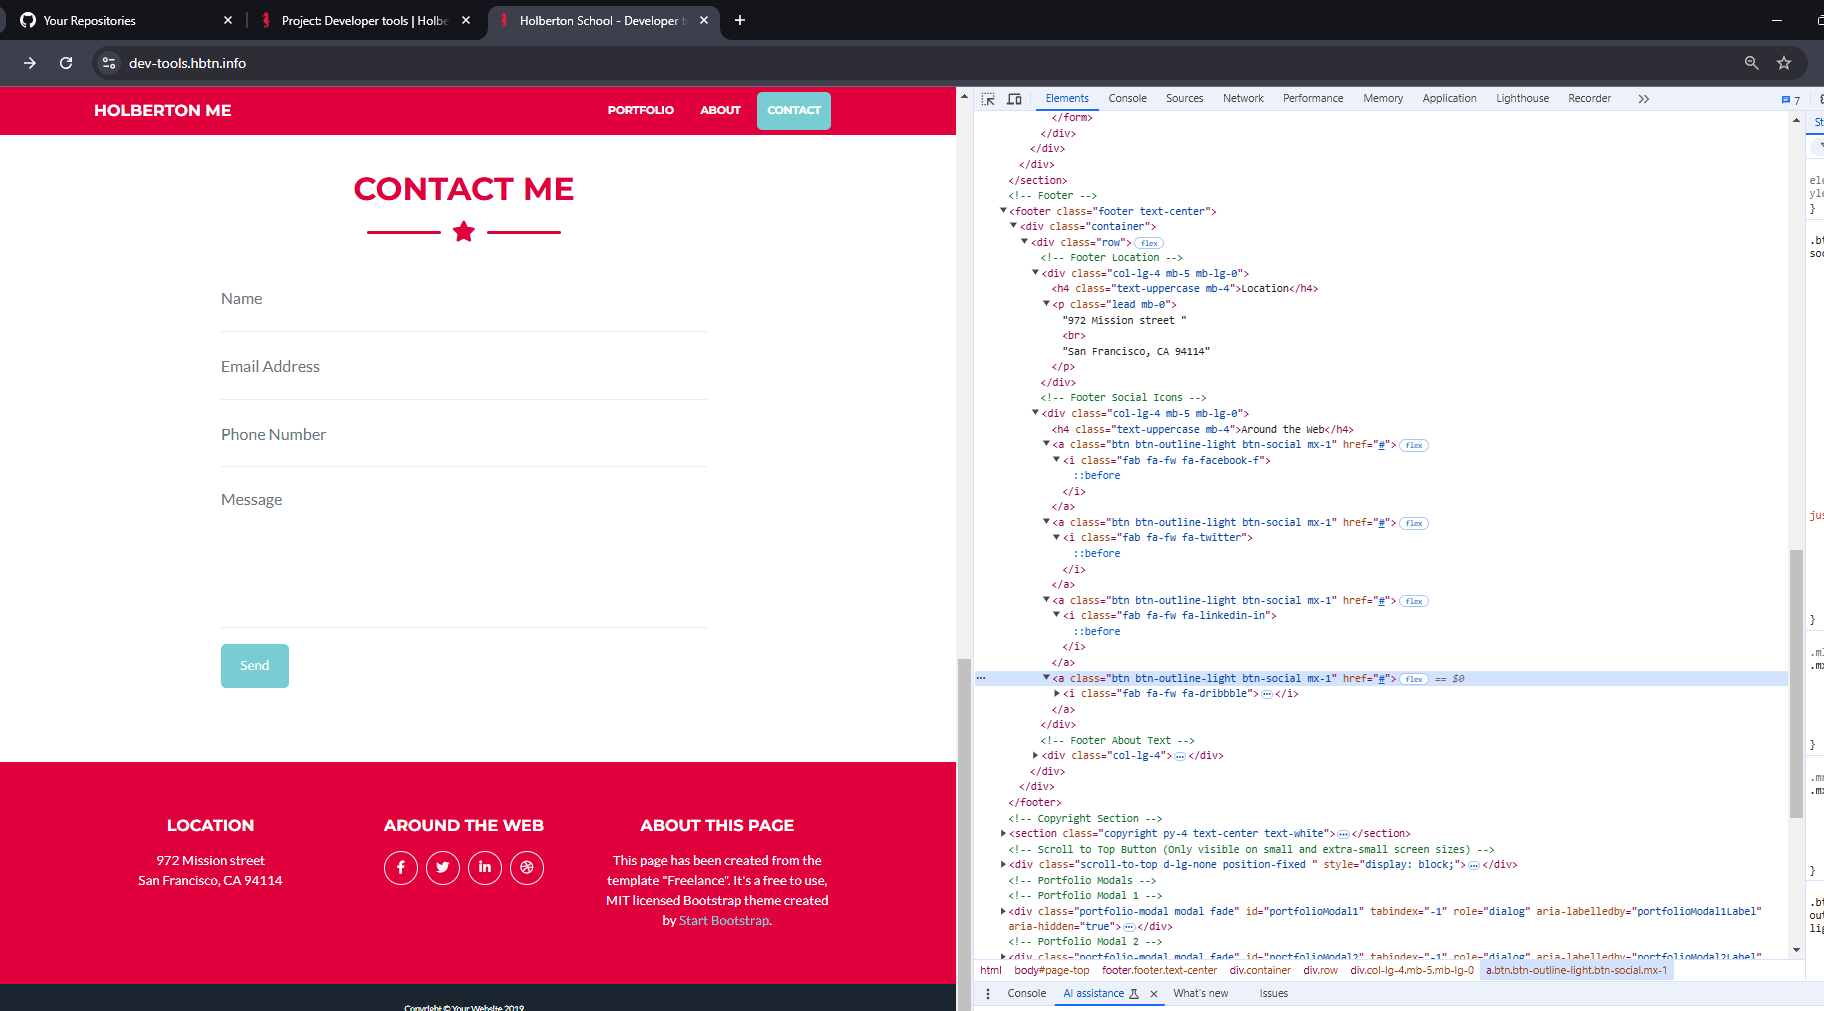 Your Repositories
Project: Developer tools | Holbe
Holberton School - Developer t
dev-tools.hbtn.info
HOLBERTON ME
PORTFOLIO
ABOUT
CONTACT
CONTACT ME
Name
Email Address
Phone Number
Message
Send
LOCATION
972 Mission street
San Francisco, CA 94114
AROUND THE WEB
ABOUT THIS PAGE
This page has been created from the
template "Freelance". It's a free to use,
MIT licensed Bootstrap theme created
by Start Bootstrap.
Copyright © Your Website 2019
Elements Console Sources Network Performance Memory Application Lighthouse Recorder 7
</form>
</div>
</div>
</div>
</section>
<!-- Footer -->
<footer class="footer text-center">
<div class="container">
<div class="row"> flex
<!-- Footer Location -->
<div class="col-lg-4 mb-5 mb-lg-0">
<h4 class="text-uppercase mb-4">Location</h4>
<p class="lead mb-0">
"972 Mission street "
<br>
"San Francisco, CA 94114"
</p>
</div>
<!-- Footer Social Icons -->
<div class="col-lg-4 mb-5 mb-lg-0">
<h4 class="text-uppercase mb-4">Around the Web</h4>
<a class="btn btn-outline-light btn-social mx-1" href="#"> flex
<i class="fab fa-fw fa-facebook-f">
::before
</i>
</a>
<a class="btn btn-outline-light btn-social mx-1" href="#"> flex
<i class="fab fa-fw fa-twitter">
::before
</i>
</a>
<a class="btn btn-outline-light btn-social mx-1" href="#"> flex
<i class="fab fa-fw fa-linkedin-in">
::before
</i>
</a>
<a class="btn btn-outline-light btn-social mx-1" href="#"> flex == $0
<i class="fab fa-fw fa-dribbble">…</i>
</a>
</div>
<!-- Footer About Text -->
<div class="col-lg-4">…</div>
</div>
</div>
</footer>
<!-- Copyright Section -->
<section class="copyright py-4 text-center text-white">…</section>
<!-- Scroll to Top Button (Only visible on small and extra-small screen sizes) -->
<div class="scroll-to-top d-lg-none position-fixed " style="display: block;">…</div>
<!-- Portfolio Modals -->
<!-- Portfolio Modal 1 -->
<div class="portfolio-modal modal fade" id="portfolioModal1" tabindex="-1" role="dialog" aria-labelledby="portfolioModal1Label"
aria-hidden="true">…</div>
<!-- Portfolio Modal 2 -->
<div class="portfolio-modal modal fade" id="portfolioModal2" tabindex="-1" role="dialog" aria-labelledby="portfolioModal2Label"
html body#page-top footer.footer.text-center div.container div.row div.col-lg-4.mb-5.mb-lg-0 a.btn.btn-outline-light.btn-social.mx-1
Console AI assistance What's new Issues